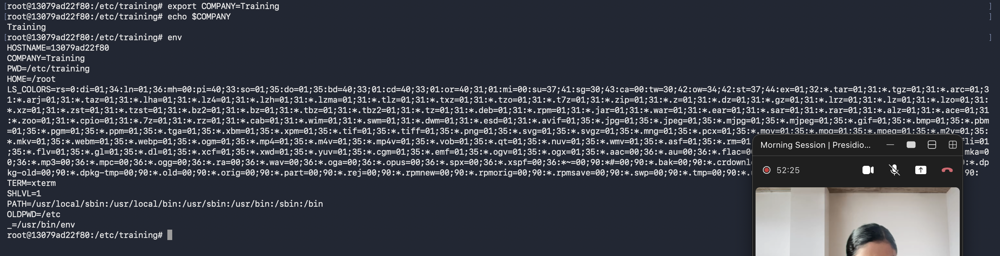 [root@13079ad22f80:/etc/training# export COMPANY=Training ]
[root@13079ad22f80:/etc/training# echo $COMPANY ]
Training
[root@13079ad22f80:/etc/training# env ]
HOSTNAME=13079ad22f80
COMPANY=Training
PWD=/etc/training
HOME=/root
LS_COLORS=rs=0:di=01;34:ln=01;36:mh=00:pi=40;33:so=01;35:do=01;35:bd=40;33;01:cd=40;33;01:or=40;31;01:mi=00:su=37;41:sg=30;43:ca=00:tw=30;42:ow=34;42:st=37;44:ex=01;32:*.tar=01;31:*.tgz=01;31:*.arc=01;3
1:*.arj=01;31:*.taz=01;31:*.lha=01;31:*.lz4=01;31:*.lzh=01;31:*.lzma=01;31:*.tlz=01;31:*.txz=01;31:*.tzo=01;31:*.t7z=01;31:*.zip=01;31:*.z=01;31:*.dz=01;31:*.gz=01;31:*.lrz=01;31:*.lz=01;31:*.lzo=01;31:
*.xz=01;31:*.zst=01;31:*.tzst=01;31:*.bz2=01;31:*.bz=01;31:*.tbz=01;31:*.tbz2=01;31:*.tz=01;31:*.deb=01;31:*.rpm=01;31:*.jar=01;31:*.war=01;31:*.ear=01;31:*.sar=01;31:*.rar=01;31:*.alz=01;31:*.ace=01;31
:*.zoo=01;31:*.cpio=01;31:*.7z=01;31:*.rz=01;31:*.cab=01;31:*.wim=01;31:*.swm=01;31:*.dwm=01;31:*.esd=01;31:*.avif=01;35:*.jpg=01;35:*.jpeg=01;35:*.mjpg=01;35:*.mjpeg=01;35:*.gif=01;35:*.bmp=01;35:*.pbm
=01;35:*.pgm=01;35:*.ppm=01;35:*.tga=01;35:*.xbm=01;35:*.xpm=01;35:*.tif=01;35:*.tiff=01;35:*.png=01;35:*.svg=01;35:*.svgz=01;35:*.mng=01;35:*.pcx=01;35:*.mov=01;35:*.mpg=01;35:*.mpeg=01;35:*.m2v=01;35:
*.mkv=01;35:*.webm=01;35:*.webp=01;35:*.ogm=01;35:*.mp4=01;35:*.m4v=01;35:*.mp4v=01;35:*.vob=01;35:*.qt=01;35:*.nuv=01;35:*.wmv=01;35:*.asf=01;35:*.rm=01 fli=01
;35:*.flv=01;35:*.gl=01;35:*.dl=01;35:*.xcf=01;35:*.xwd=01;35:*.yuv=01;35:*.cgm=01;35:*.emf=01;35:*.ogv=01;35:*.ogx=01;35:*.aac=00;36:*.au=00;36:*.flac=0 mka=0
0;36:*.mp3=00;36:*.mpc=00;36:*.ogg=00;36:*.ra=00;36:*.wav=00;36:*.oga=00;36:*.opus=00;36:*.spx=00;36:*.xspf=00;36:*~=00;90:*#=00;90:*.bak=00;90:*.crdownl :*.dp
kg-old=00;90:*.dpkg-tmp=00;90:*.old=00;90:*.orig=00;90:*.part=00;90:*.rej=00;90:*.rpmnew=00;90:*.rpmorig=00;90:*.rpmsave=00;90:*.swp=00;90:*.tmp=00;90:*. 90:
TERM=xterm
SHLVL=1
PATH=/usr/local/sbin:/usr/local/bin:/usr/sbin:/usr/bin:/sbin:/bin
OLDPWD=/etc
_=/usr/bin/env
root@13079ad22f80:/etc/training#
Morning Session | Presidio...
52:25